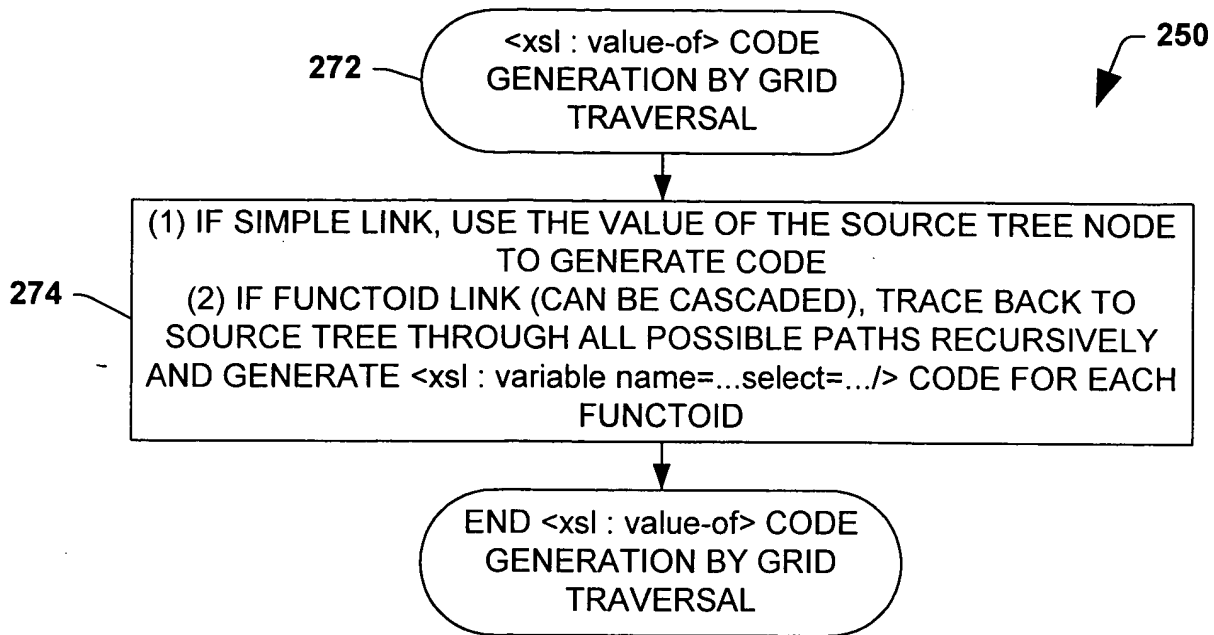 <xsl : value-of> CODE
GENERATION BY GRID
TRAVERSAL
272
250
(1) IF SIMPLE LINK, USE THE VALUE OF THE SOURCE TREE NODE
TO GENERATE CODE
(2) IF FUNCTOID LINK (CAN BE CASCADED), TRACE BACK TO
SOURCE TREE THROUGH ALL POSSIBLE PATHS RECURSIVELY
AND GENERATE <xsl : variable name=...select=.../> CODE FOR EACH
FUNCTOID
274
END <xsl : value-of> CODE
GENERATION BY GRID
TRAVERSAL